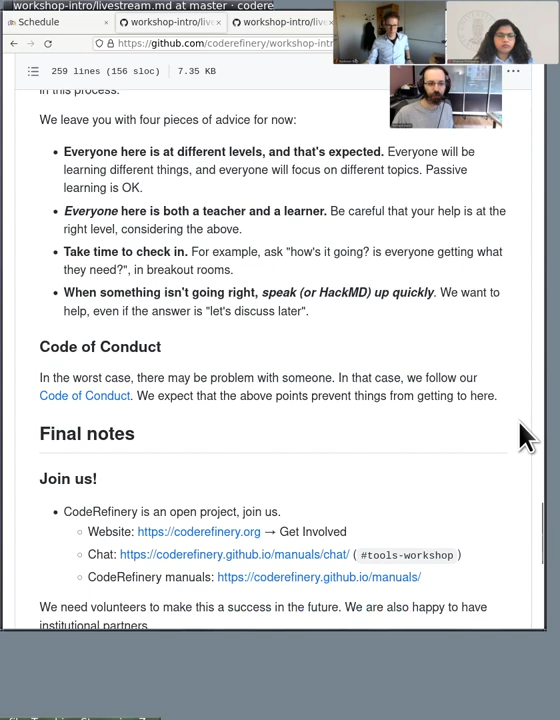 workshop-intro/livestream.md at master · codere
Schedule
workshop-intro/live
workshop-intro/live
https://github.com/coderefinery/workshop-intr
259 lines (156 sloc)
7.35 KB
in this process.
We leave you with four pieces of advice for now:
• Everyone here is at different levels, and that's expected. Everyone will be
learning different things, and everyone will focus on different topics. Passive
learning is OK.
• Everyone here is both a teacher and a learner. Be careful that your help is at the
right level, considering the above.
• Take time to check in. For example, ask "how's it going? is everyone getting what
they need?", in breakout rooms.
• When something isn't going right, speak (or HackMD) up quickly. We want to
help, even if the answer is "let's discuss later".
Code of Conduct
In the worst case, there may be problem with someone. In that case, we follow our
Code of Conduct. We expect that the above points prevent things from getting to here.
Final notes
Join us!
• CodeRefinery is an open project, join us.
○ Website: https://coderefinery.org → Get Involved
○ Chat: https://coderefinery.github.io/manuals/chat/ ( #tools-workshop )
○ CodeRefinery manuals: https://coderefinery.github.io/manuals/
We need volunteers to make this a success in the future. We are also happy to have
institutional partners.